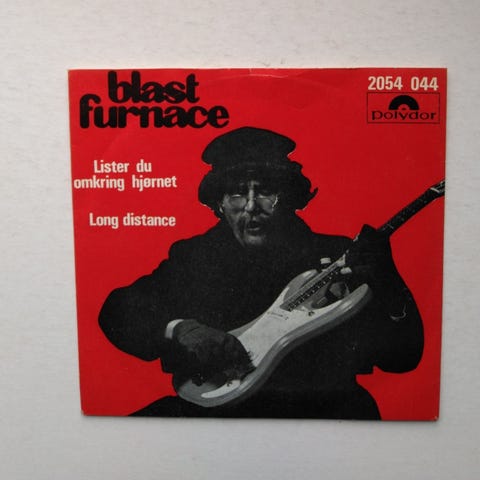 blast
furnace
2054 044
polydor
Lister du
omkring hjørnet
Long distance